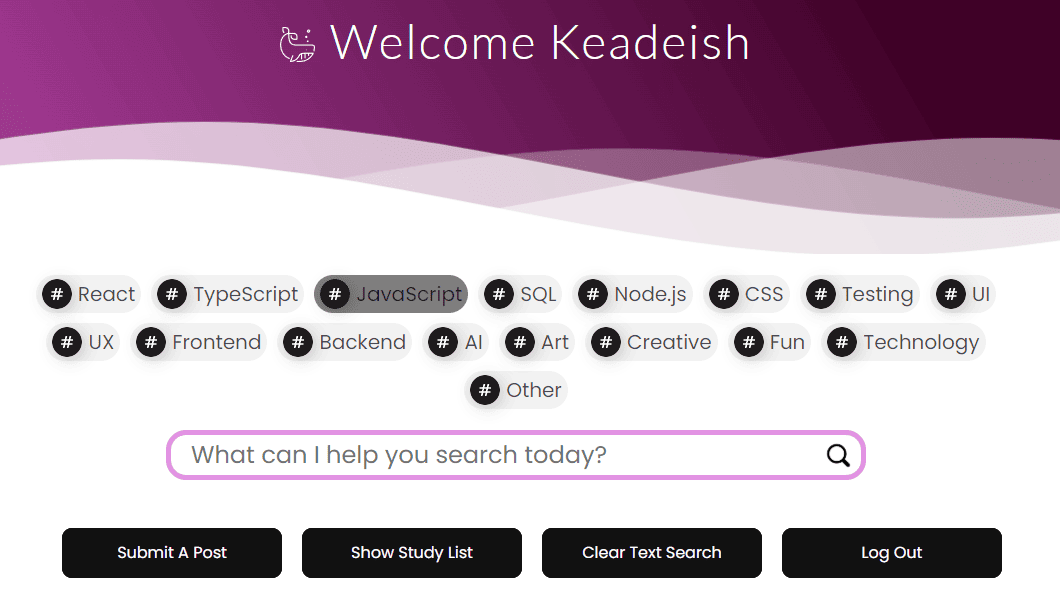 Welcome Keadeish
# React # TypeScript # JavaScript # SQL # Node.js # CSS # Testing # UI
# UX # Frontend # Backend # AI # Art # Creative # Fun # Technology
# Other
What can I help you search today?
Submit A Post Show Study List Clear Text Search Log Out